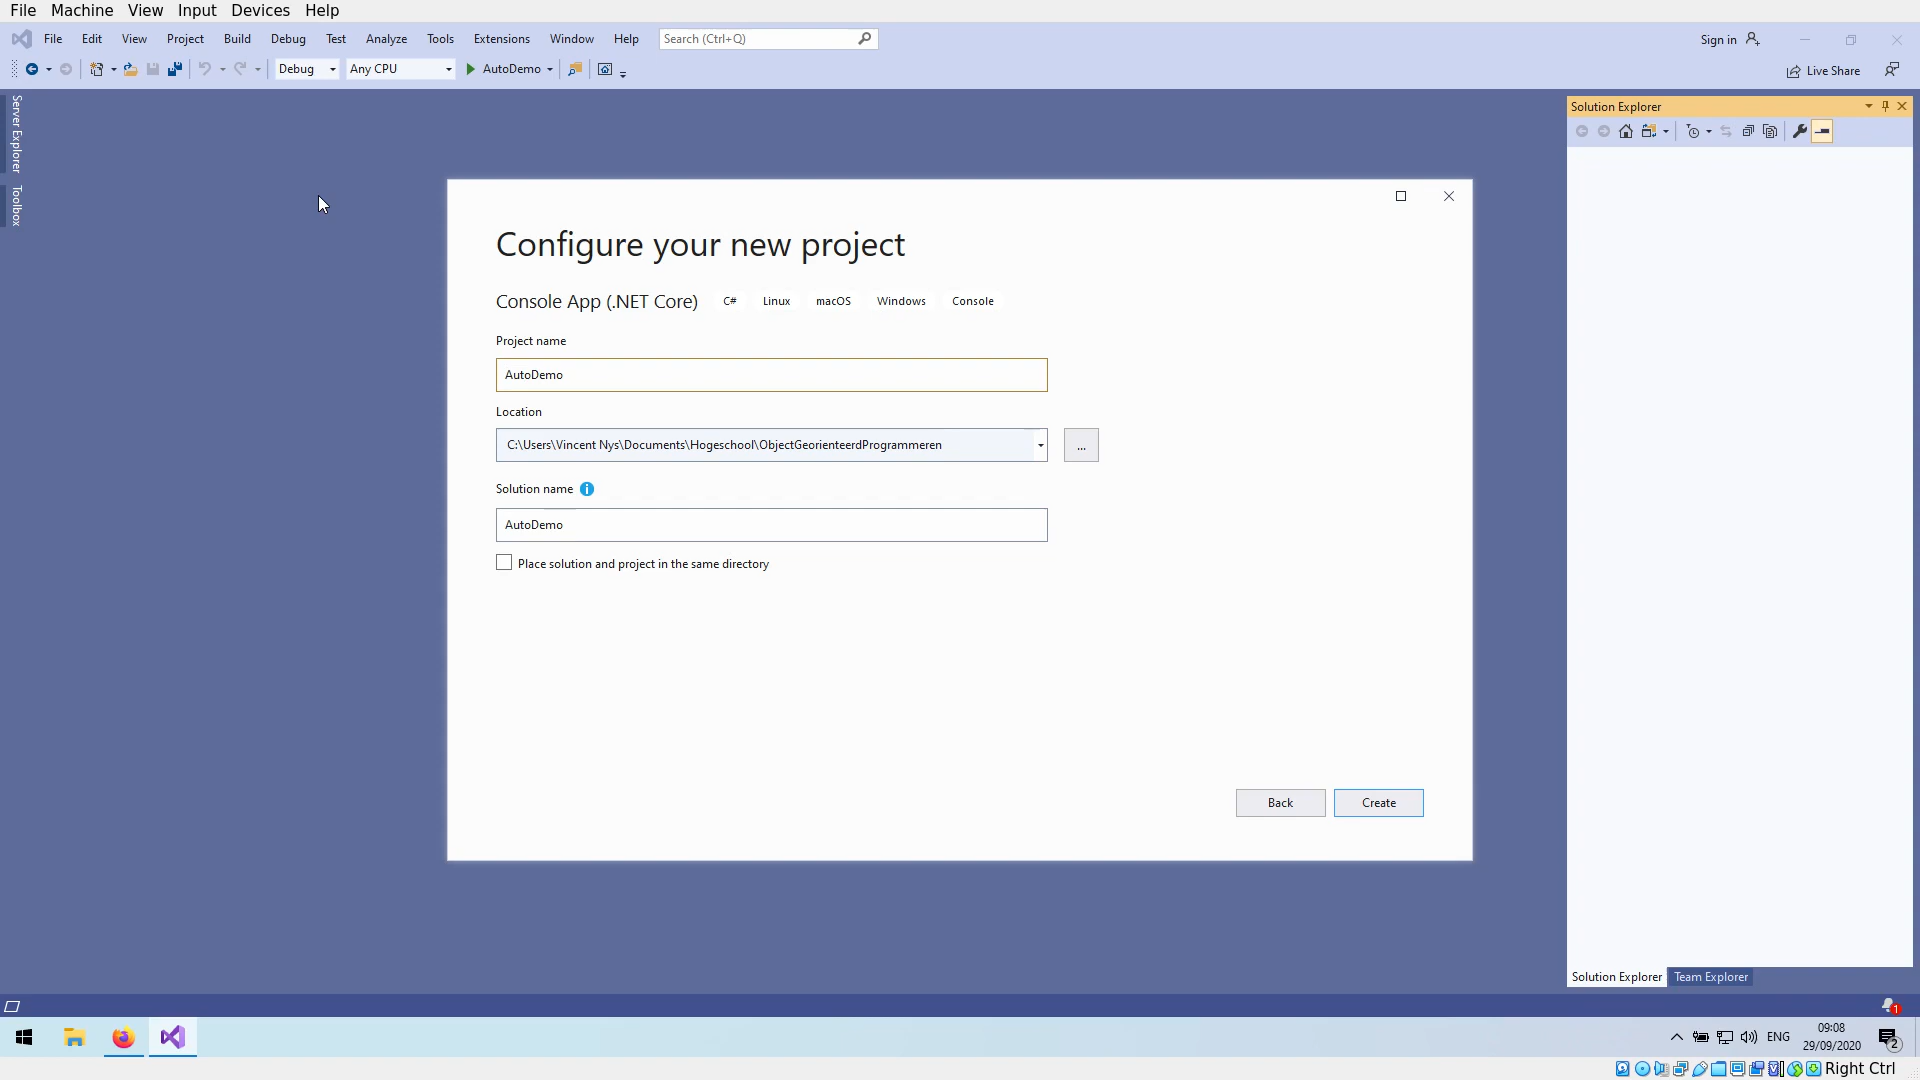 File Machine View Input Devices Help
File Edit View Project Build Debug Test Analyze Tools Extensions Window Help Search (Ctrl+Q) Sign in
Debug Any CPU AutoDemo Live Share
Server Explorer
Toolbox
Solution Explorer
Configure your new project
Console App (.NET Core) C# Linux macOS Windows Console
Project name
AutoDemo
Location
C:\Users\Vincent Nys\Documents\Hogeschool\ObjectGeorienteerdProgrammeren
...
Solution name
AutoDemo
Place solution and project in the same directory
Back Create
Solution Explorer Team Explorer
1
ENG 09:08
29/09/2020 2
Right Ctrl